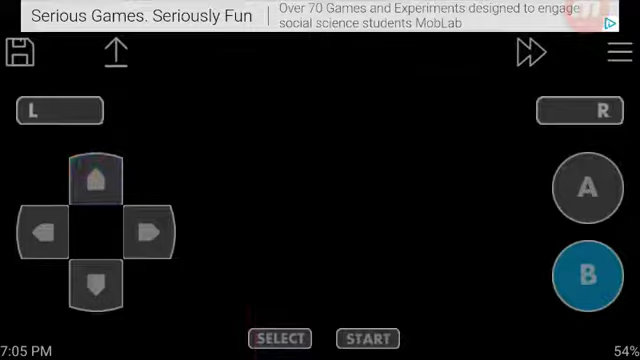 Serious Games. Seriously Fun
Over 70 Games and Experiments designed to engage
social science students MobLab
L
R
A
B
SELECT
START
7:05 PM
54%